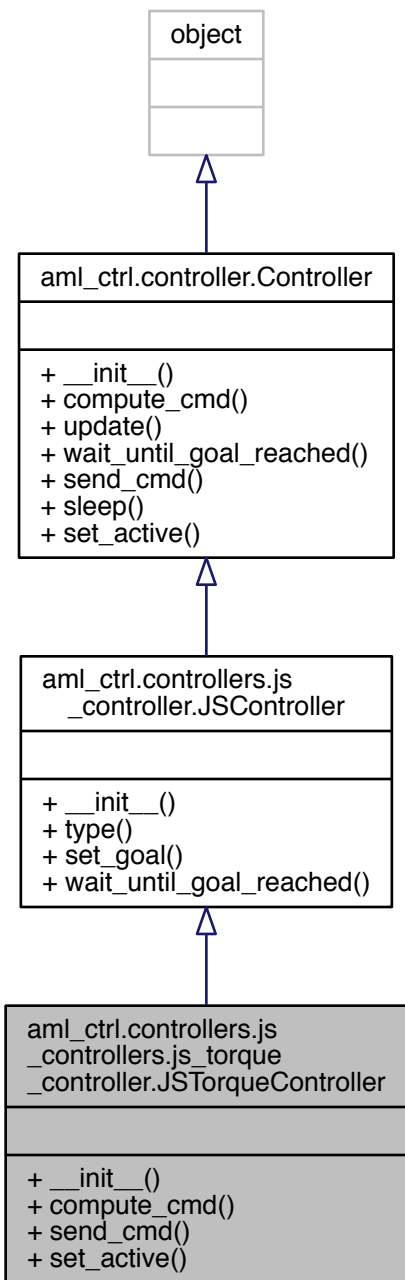 object
aml_ctrl.controller.Controller
+ __init__()
+ compute_cmd()
+ update()
+ wait_until_goal_reached()
+ send_cmd()
+ sleep()
+ set_active()
aml_ctrl.controllers.js
_controller.JSController
+ __init__()
+ type()
+ set_goal()
+ wait_until_goal_reached()
aml_ctrl.controllers.js
_controllers.js_torque
_controller.JSTorqueController
+ __init__()
+ compute_cmd()
+ send_cmd()
+ set_active()